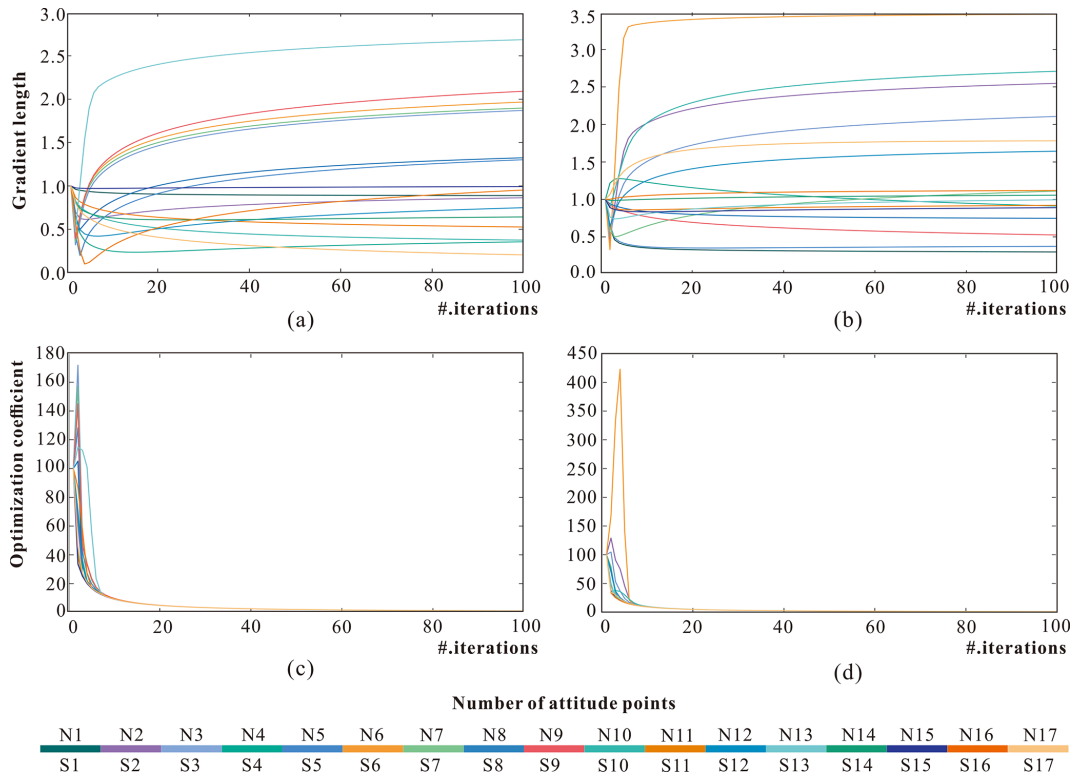 Gradient length
3.0
2.5
2.0
1.5
1.0
0.5
0.0
0 20 40 60 80 100
#.iterations
(a)
3.5
3.0
2.5
2.0
1.5
1.0
0.5
0.0
0 20 40 60 80 100
#.iterations
(b)
Optimization coefficient
180
160
140
120
100
80
60
40
20
0
0 20 40 60 80 100
#.iterations
(c)
450
400
350
300
250
200
150
100
50
0
0 20 40 60 80 100
#.iterations
(d)
Number of attitude points
N1 N2 N3 N4 N5 N6 N7 N8 N9 N10 N11 N12 N13 N14 N15 N16 N17
S1 S2 S3 S4 S5 S6 S7 S8 S9 S10 S11 S12 S13 S14 S15 S16 S17